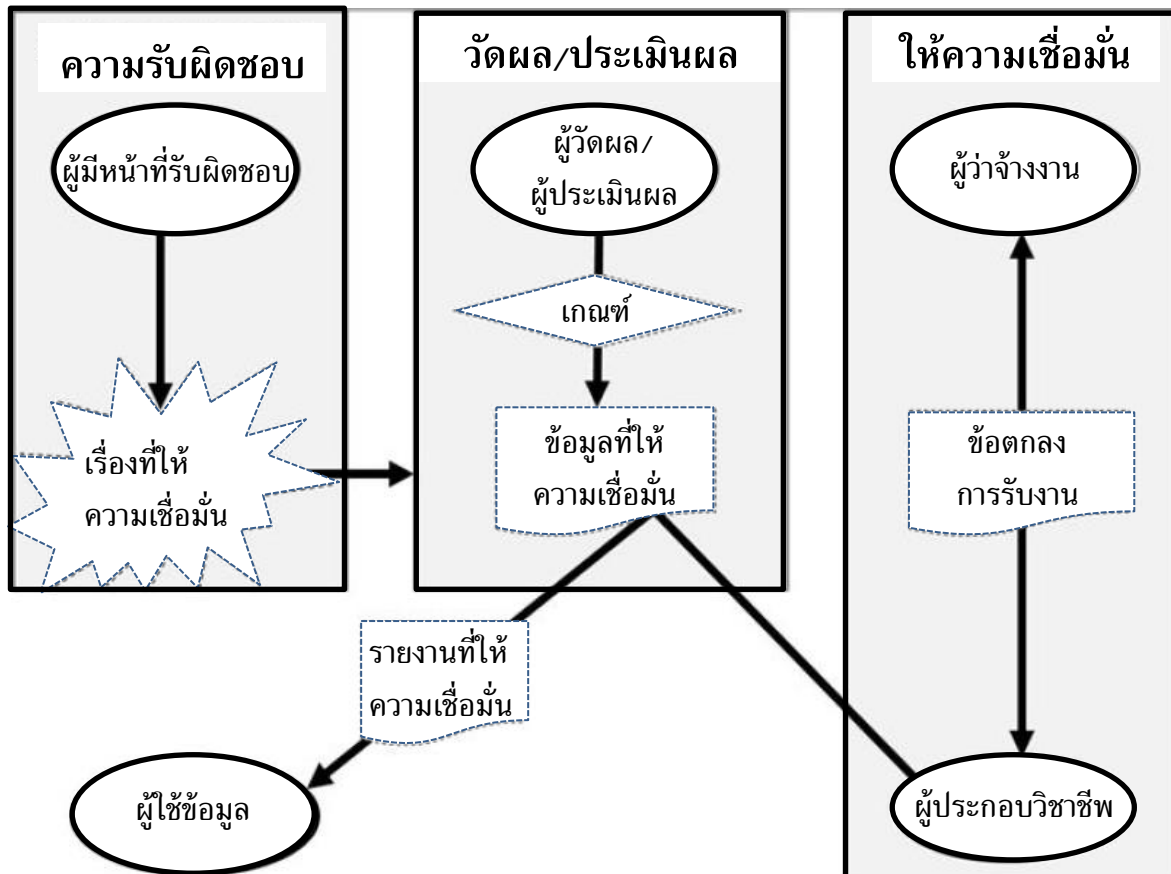 ความรับผิดชอบ
วัดผล/ประเมินผล
ให้ความเชื่อมั่น
ผู้มีหน้าที่รับผิดชอบ
ผู้วัดผล/
ผู้ประเมินผล
ผู้ว่าจ้างงาน
เกณฑ์
เรื่องที่ให้
ความเชื่อมั่น
ข้อมูลที่ให้
ความเชื่อมั่น
ข้อตกลง
การรับงาน
รายงานที่ให้
ความเชื่อมั่น
ผู้ใช้ข้อมูล
ผู้ประกอบวิชาชีพ